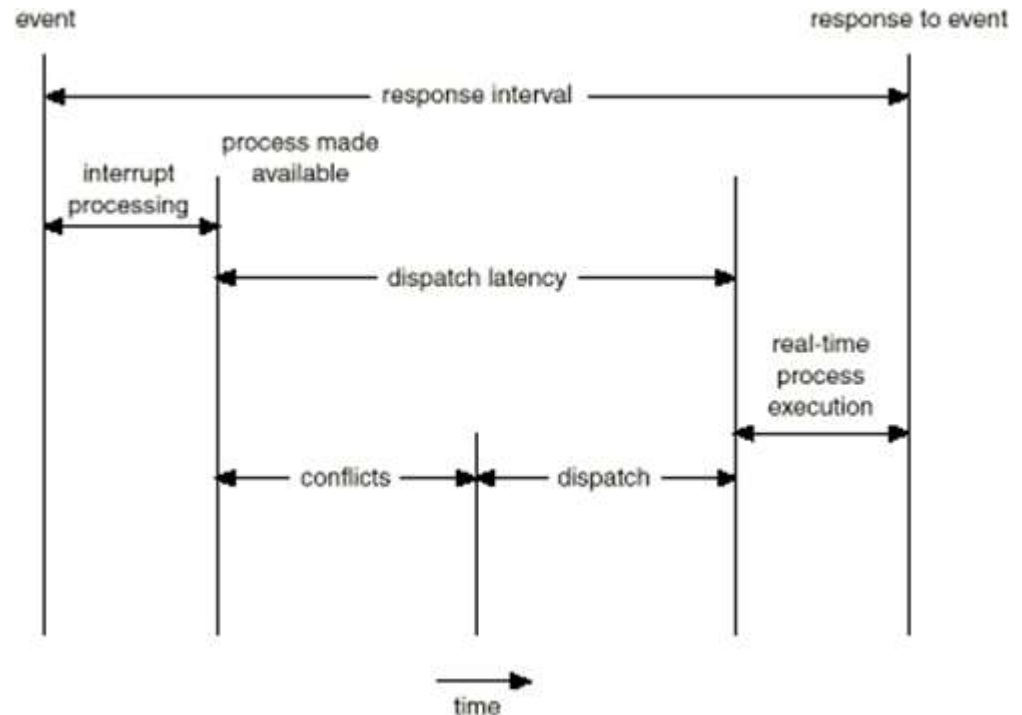 event
response to event
response interval
process made
available
interrupt
processing
dispatch latency
real-time
process
execution
conflicts
dispatch
time